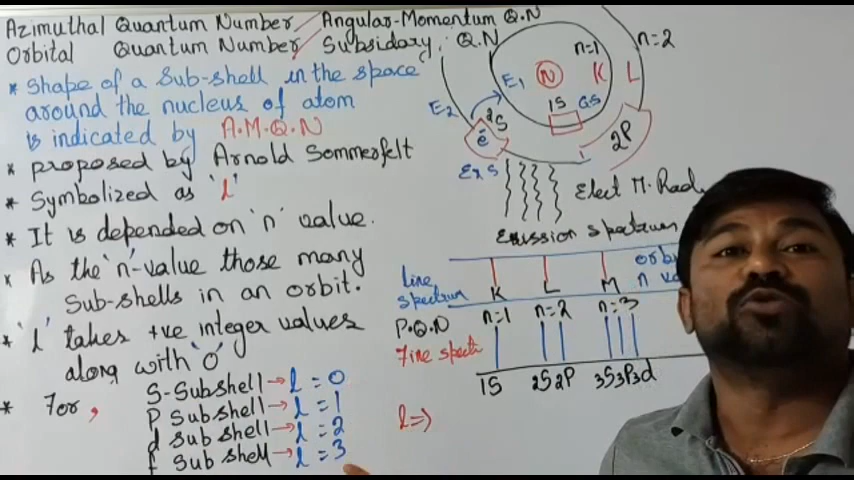 Azimuthal Quantum Number / Angular-Momentum Q.N
Orbital Quantum Number / Subsidary, Q.N
* Shape of a Sub-shell in the space
around the nucleus of atom
is indicated by A.M.Q.N
* proposed by Arnold Sommerfelt
* Symbolized as 'l'
* It is depended on 'n' value.
* As the 'n'-value those many
Sub-shells in an orbit.
* 'l' takes +ve integer values
along with 'O'
* For, S-Subshell → l = 0
P Subshell → l = 1
d Subshell → l = 2
f Sub shell → l = 3
n=1
n=2
N
K
L
E1
E2
1S
GS
2S
ē
2P
Ex S
Elect M. Rad
Emission spectrum
line
spectrum
K
L
M
orbi
n va
P.Q.N
n=1
n=2
n=3
Fine spectr
1S
2S 2P
3S 3P 3d
l ⇒